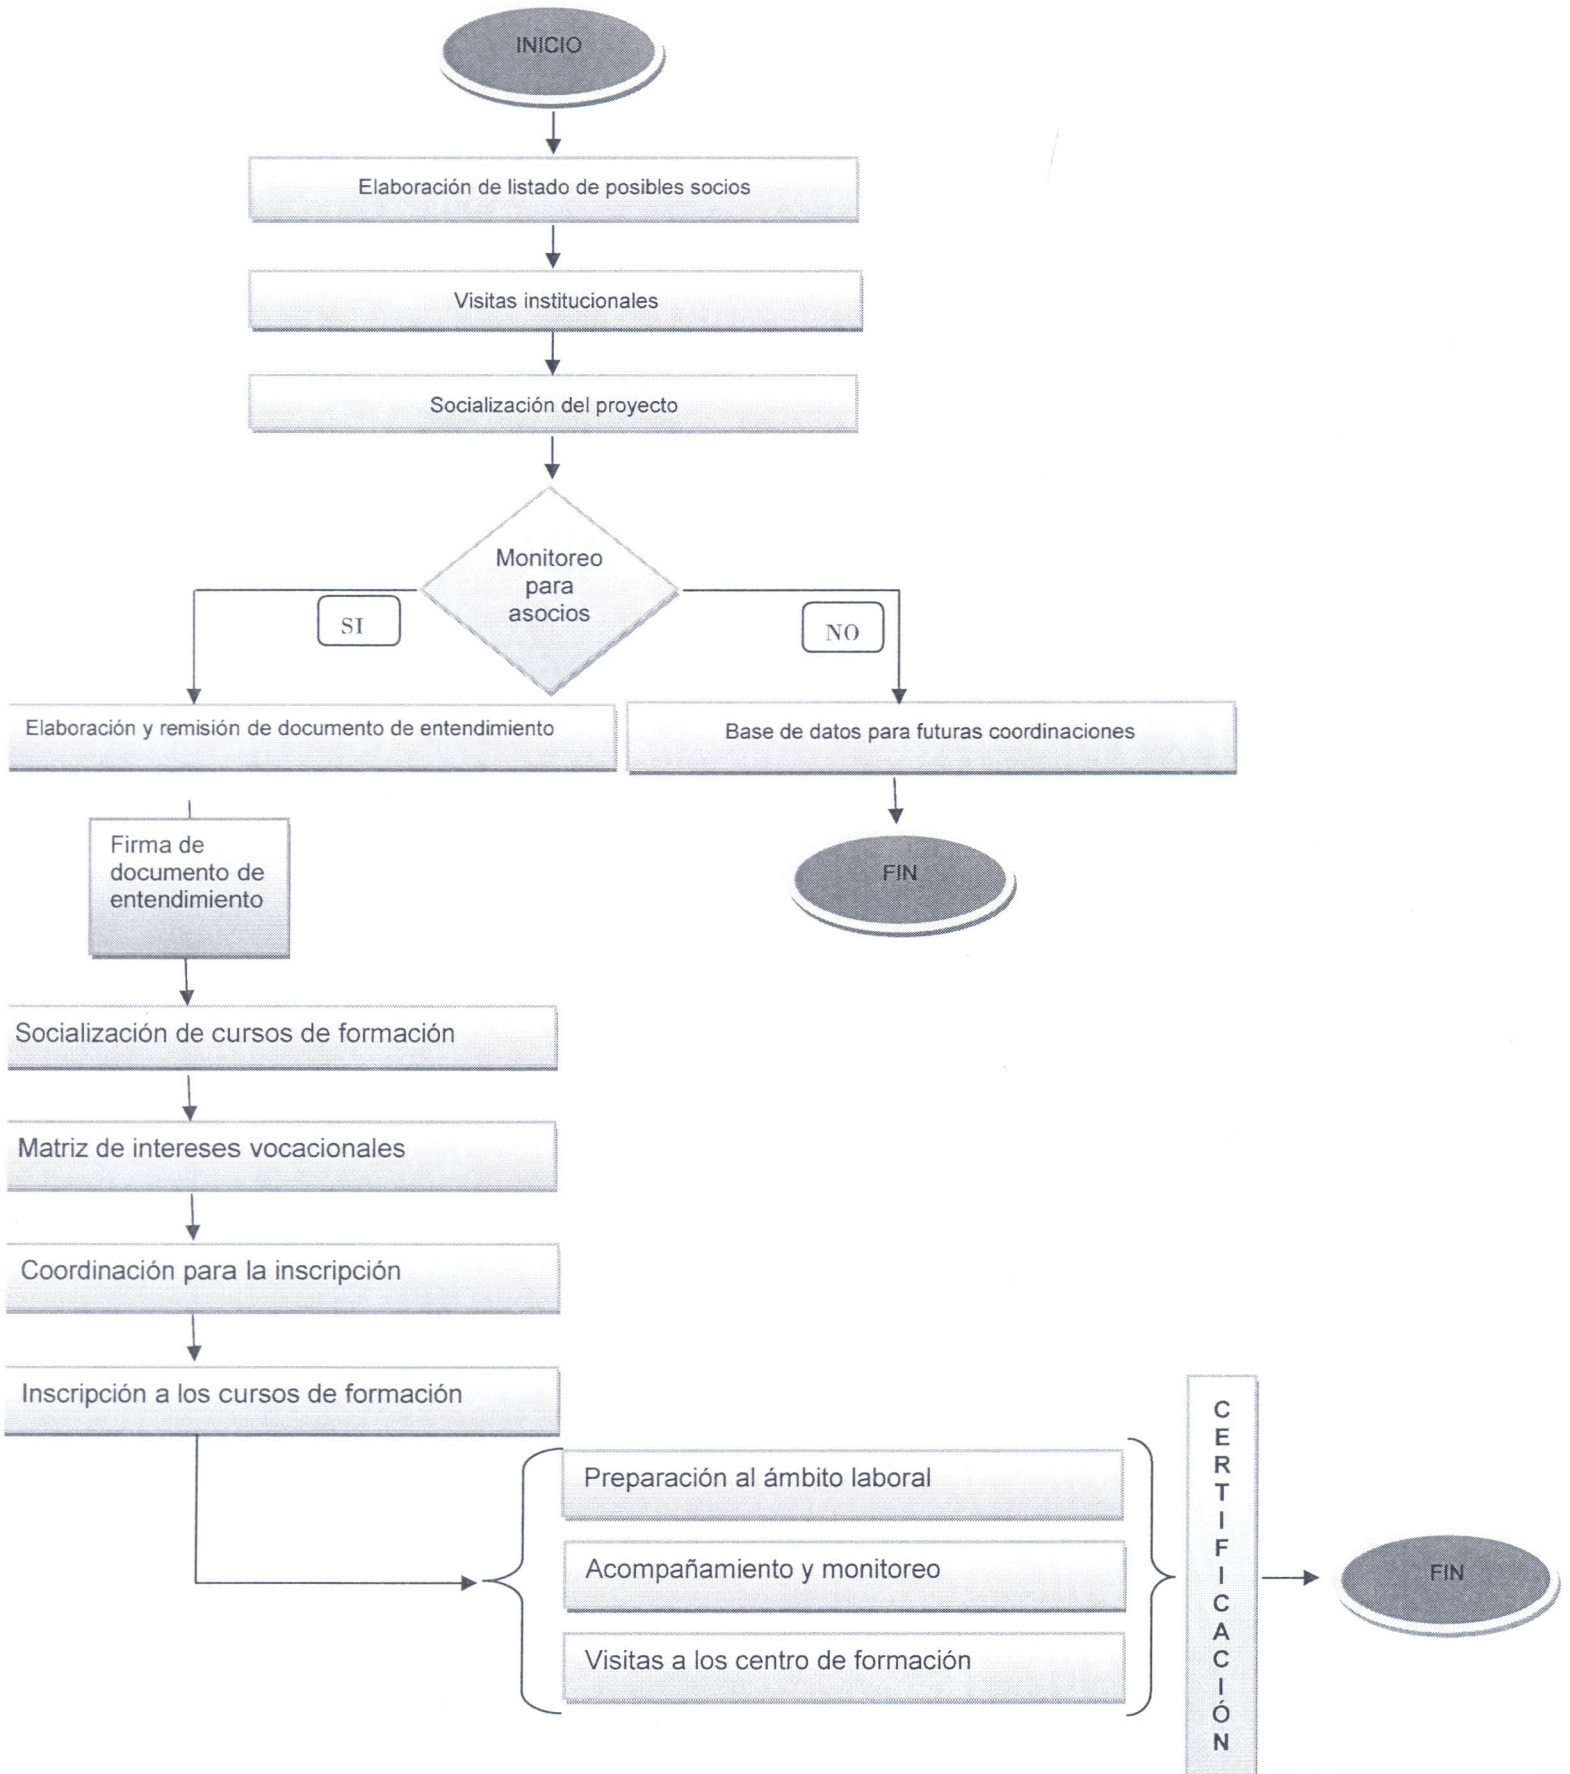 INICIO
Elaboración de listado de posibles socios
Visitas institucionales
Socialización del proyecto
Monitoreo
para
asocios
SI
NO
Elaboración y remisión de documento de entendimiento
Base de datos para futuras coordinaciones
Firma de
documento de
entendimiento
FIN
Socialización de cursos de formación
Matriz de intereses vocacionales
Coordinación para la inscripción
Inscripción a los cursos de formación
Preparación al ámbito laboral
Acompañamiento y monitoreo
Visitas a los centro de formación
CERTIFICACIÓN
FIN